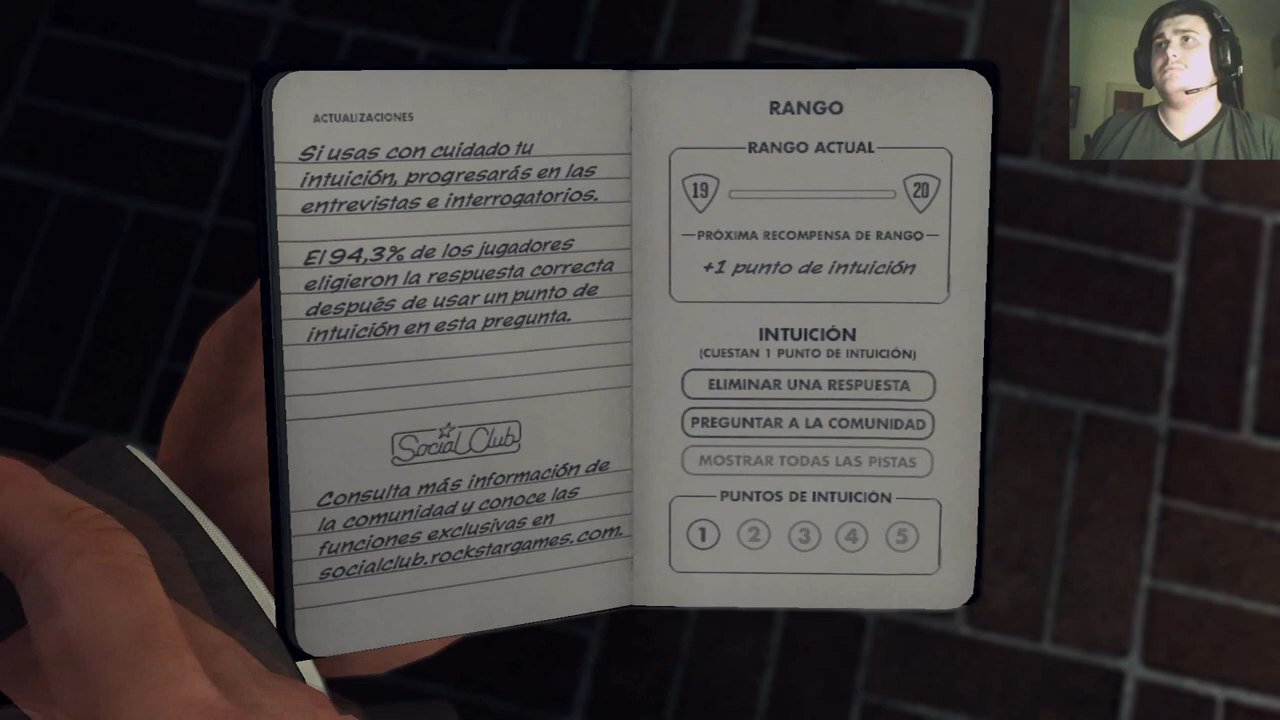 ACTUALIZACIONES
Si usas con cuidado tu
intuición, progresarás en las
entrevistas e interrogatorios.
El 94,3% de los jugadores
eligieron la respuesta correcta
después de usar un punto de
intuición en esta pregunta.
Social Club
Consulta más información de
la comunidad y conoce las
funciones exclusivas en
socialclub.rockstargames.com.
RANGO
RANGO ACTUAL
19 20
PRÓXIMA RECOMPENSA DE RANGO
+1 punto de intuición
INTUICIÓN
(CUESTAN 1 PUNTO DE INTUICIÓN)
ELIMINAR UNA RESPUESTA
PREGUNTAR A LA COMUNIDAD
MOSTRAR TODAS LAS PISTAS
PUNTOS DE INTUICIÓN
1 2 3 4 5